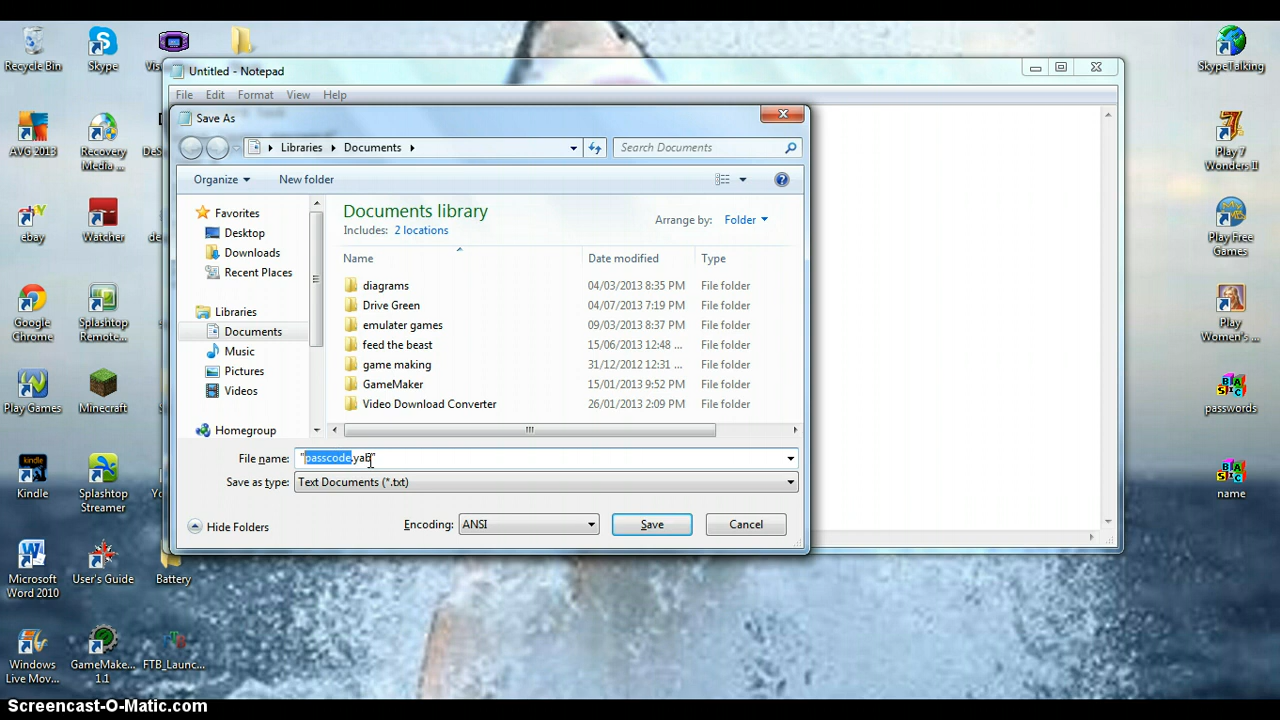 Recycle Bin
Skype
Vis
SkypeTalking
AVG 2013
Recovery
Media ...
DeS
Play 7
Wonders II
ebay
Watcher
de
Play Free
Games
Google
Chrome
Splashtop
Remote...
S
Play
Women's ...
Play Games
Minecraft
passwords
Kindle
Splashtop
Streamer
Yo
name
Microsoft
Word 2010
User's Guide
Battery
Windows
Live Mov...
GameMake...
1.1
FTB_Launc...
Untitled - Notepad
File Edit Format View Help
Save As
Libraries Documents
Search Documents
Organize New folder
Favorites
Desktop
Downloads
Recent Places
Libraries
Documents
Music
Pictures
Videos
Homegroup
Documents library
Includes: 2 locations
Arrange by: Folder
Name Date modified Type
diagrams 04/03/2013 8:35 PM File folder
Drive Green 04/07/2013 7:19 PM File folder
emulater games 09/03/2013 8:37 PM File folder
feed the beast 15/06/2013 12:48 ... File folder
game making 31/12/2012 12:31 ... File folder
GameMaker 15/01/2013 9:52 PM File folder
Video Download Converter 26/01/2013 2:09 PM File folder
File name: "passcode.yab"
Save as type: Text Documents (*.txt)
Hide Folders
Encoding: ANSI
Save
Cancel
Screencast-O-Matic.com